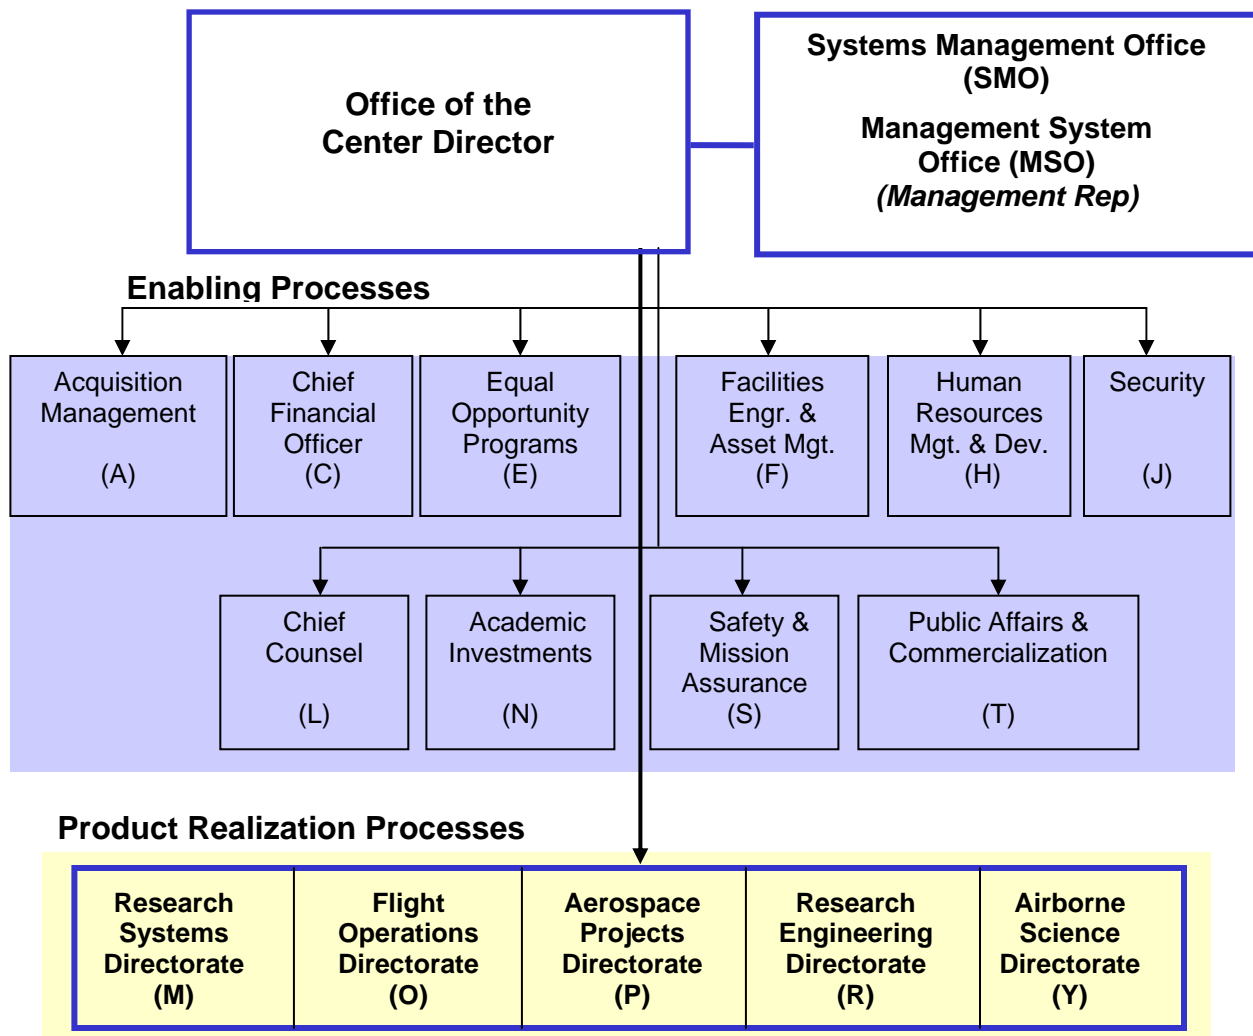 Office of the
Center Director
Systems Management Office
(SMO)
Management System
Office (MSO)
(Management Rep)
Enabling Processes
Acquisition
Management
(A)
Chief
Financial
Officer
(C)
Equal
Opportunity
Programs
(E)
Facilities
Engr. &
Asset Mgt.
(F)
Human
Resources
Mgt. & Dev.
(H)
Security
(J)
Chief
Counsel
(L)
Academic
Investments
(N)
Safety &
Mission
Assurance
(S)
Public Affairs &
Commercialization
(T)
Product Realization Processes
Research
Systems
Directorate
(M)
Flight
Operations
Directorate
(O)
Aerospace
Projects
Directorate
(P)
Research
Engineering
Directorate
(R)
Airborne
Science
Directorate
(Y)